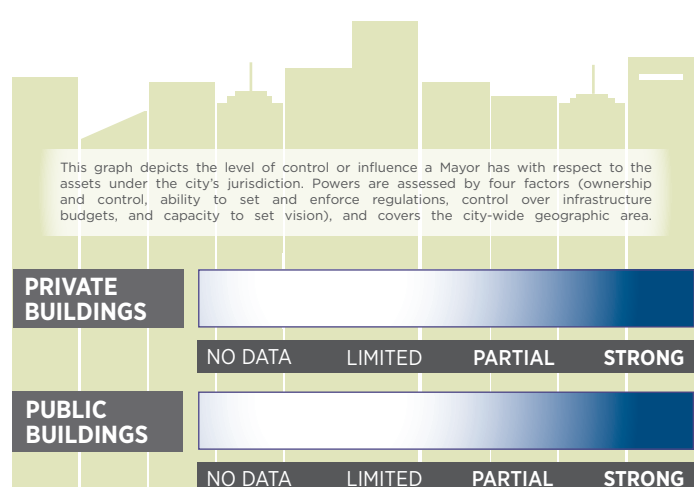 This graph depicts the level of control or influence a Mayor has with respect to the
assets under the city's jurisdiction. Powers are assessed by four factors (ownership
and control, ability to set and enforce regulations, control over infrastructure
budgets, and capacity to set vision), and covers the city-wide geographic area.
PRIVATE
BUILDINGS
NO DATA LIMITED PARTIAL STRONG
PUBLIC
BUILDINGS
NO DATA LIMITED PARTIAL STRONG